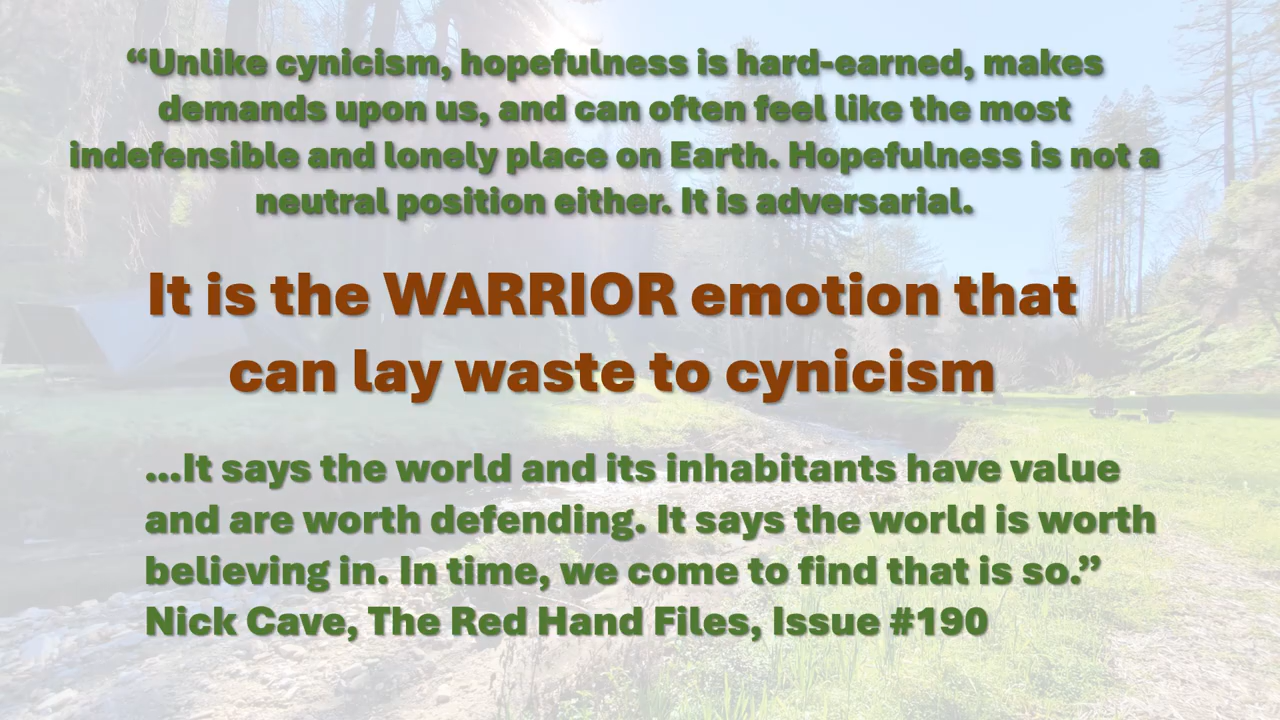 “Unlike cynicism, hopefulness is hard-earned, makes
demands upon us, and can often feel like the most
indefensible and lonely place on Earth. Hopefulness is not a
neutral position either. It is adversarial.
It is the WARRIOR emotion that
can lay waste to cynicism
...It says the world and its inhabitants have value
and are worth defending. It says the world is worth
believing in. In time, we come to find that is so.”
Nick Cave, The Red Hand Files, Issue #190